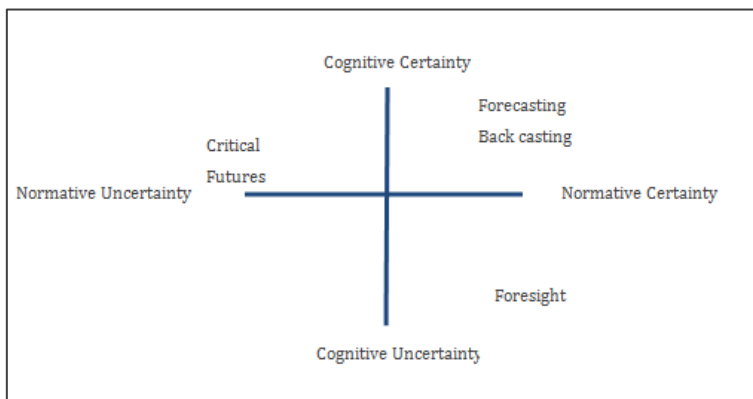 Cognitive Certainty
Forecasting
Back casting
Critical
Futures
Normative Uncertainty
Normative Certainty
Foresight
Cognitive Uncertainty